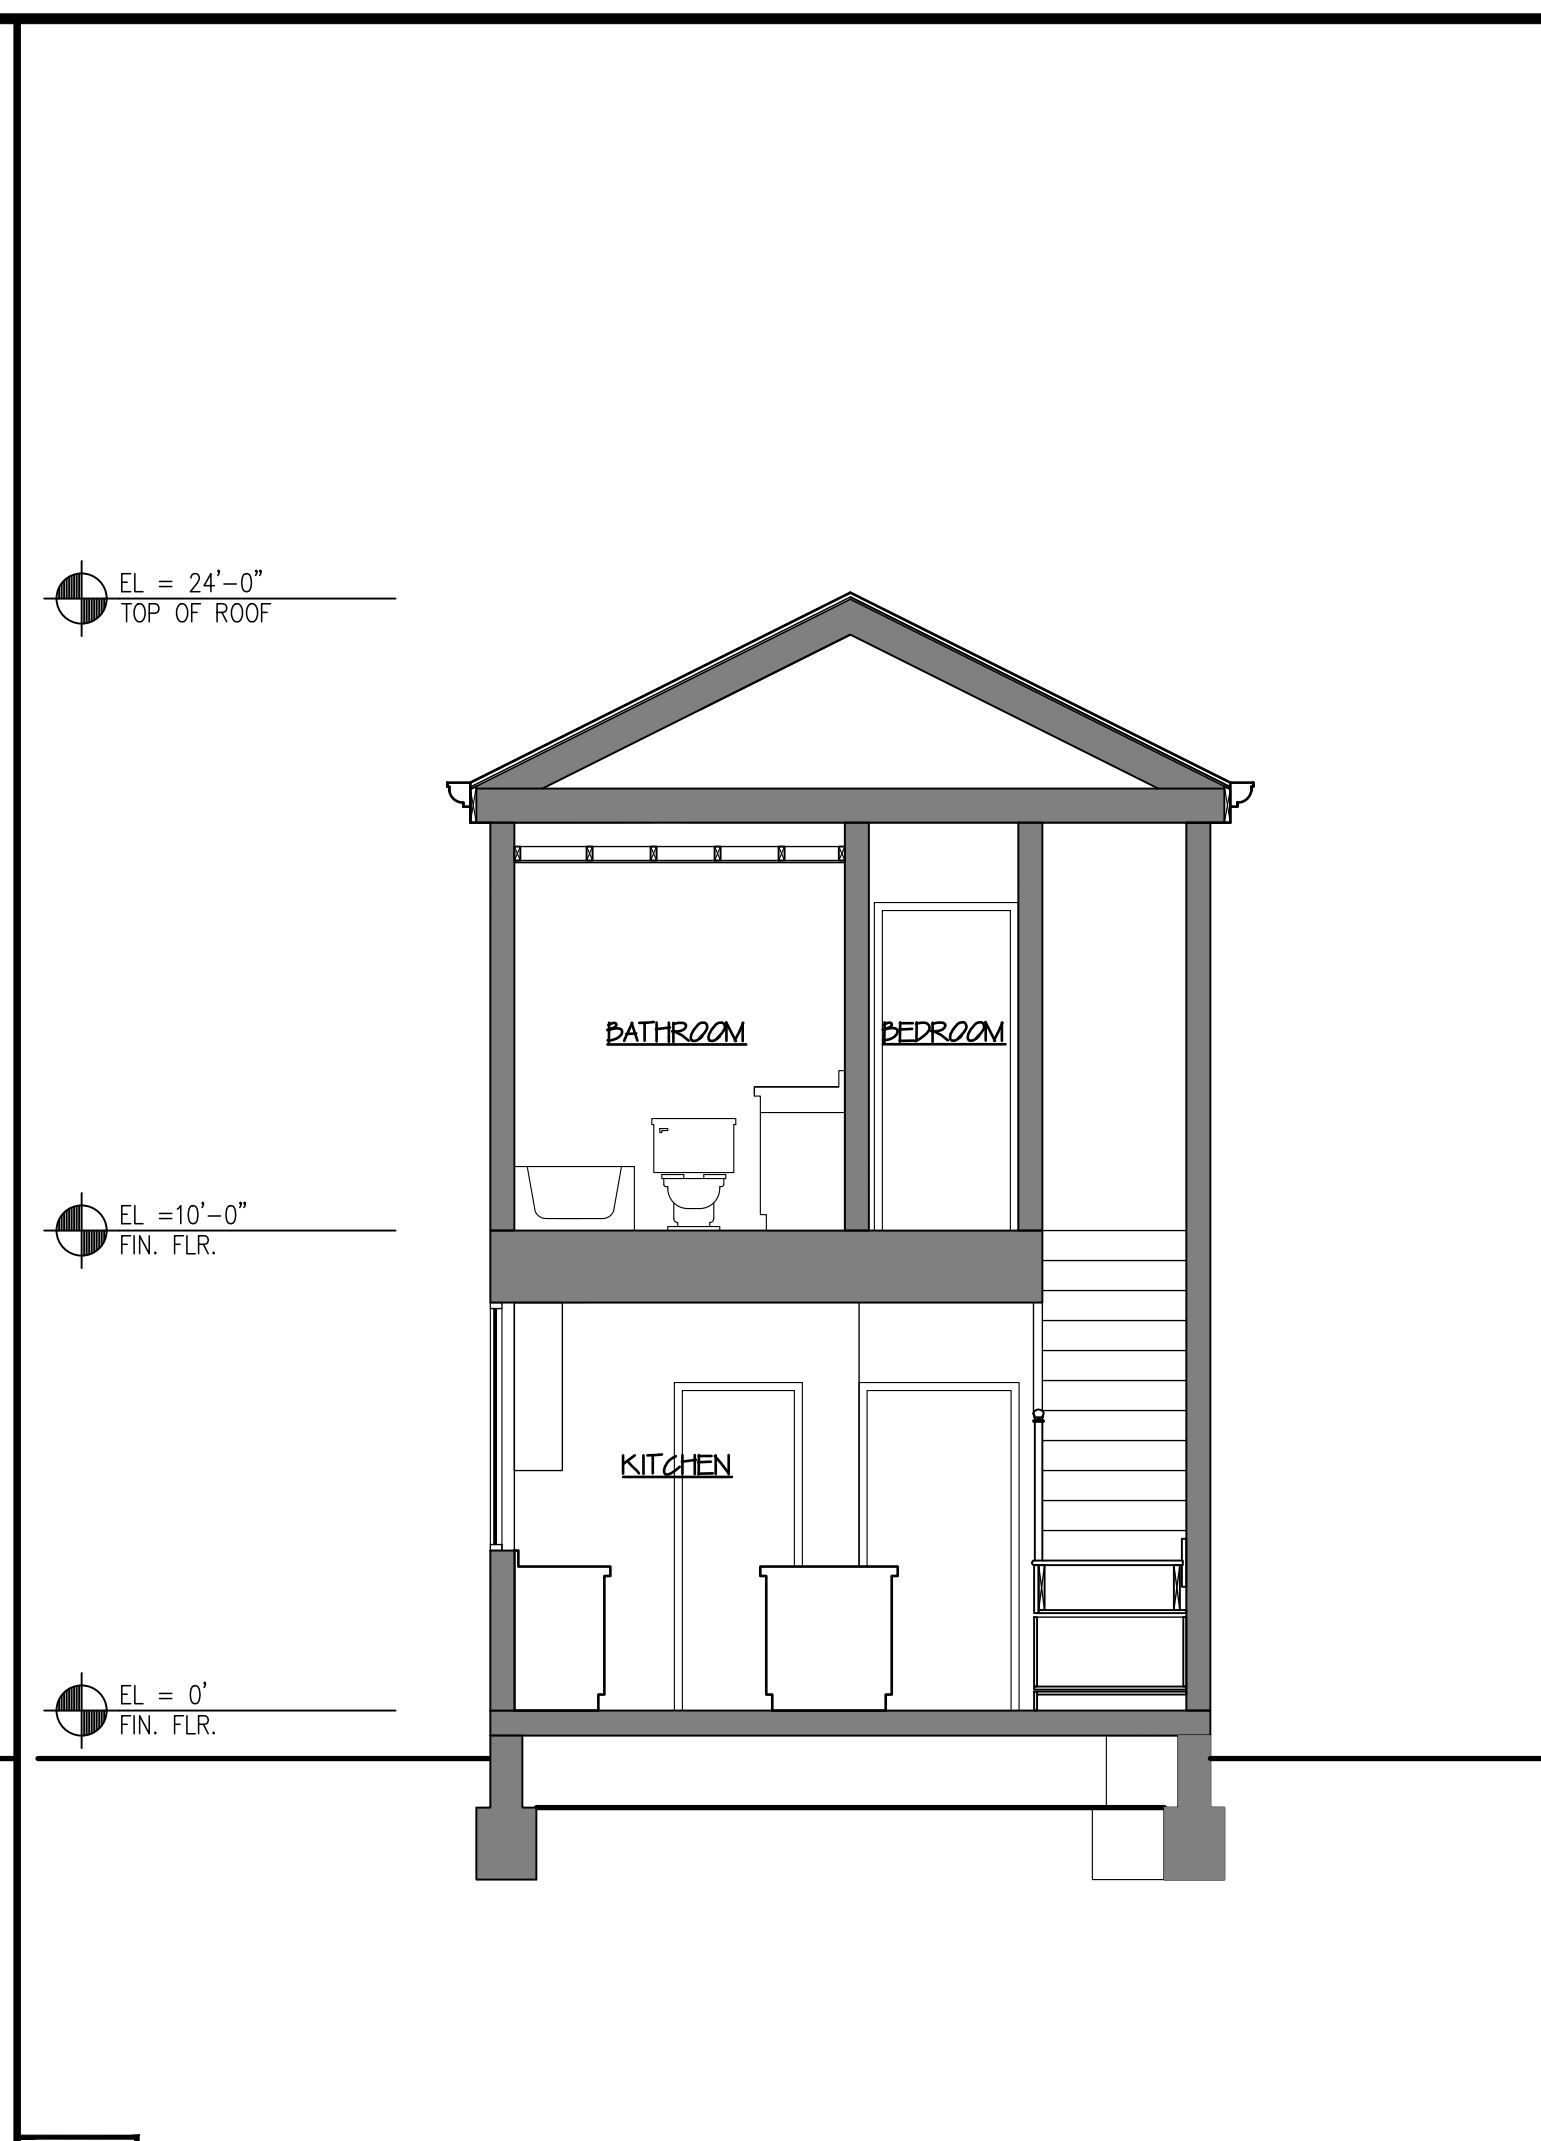 EL = 24'-0"
TOP OF ROOF
BATHROOM
BEDROOM
EL =10'-0"
FIN. FLR.
KITCHEN
EL = 0'
FIN. FLR.